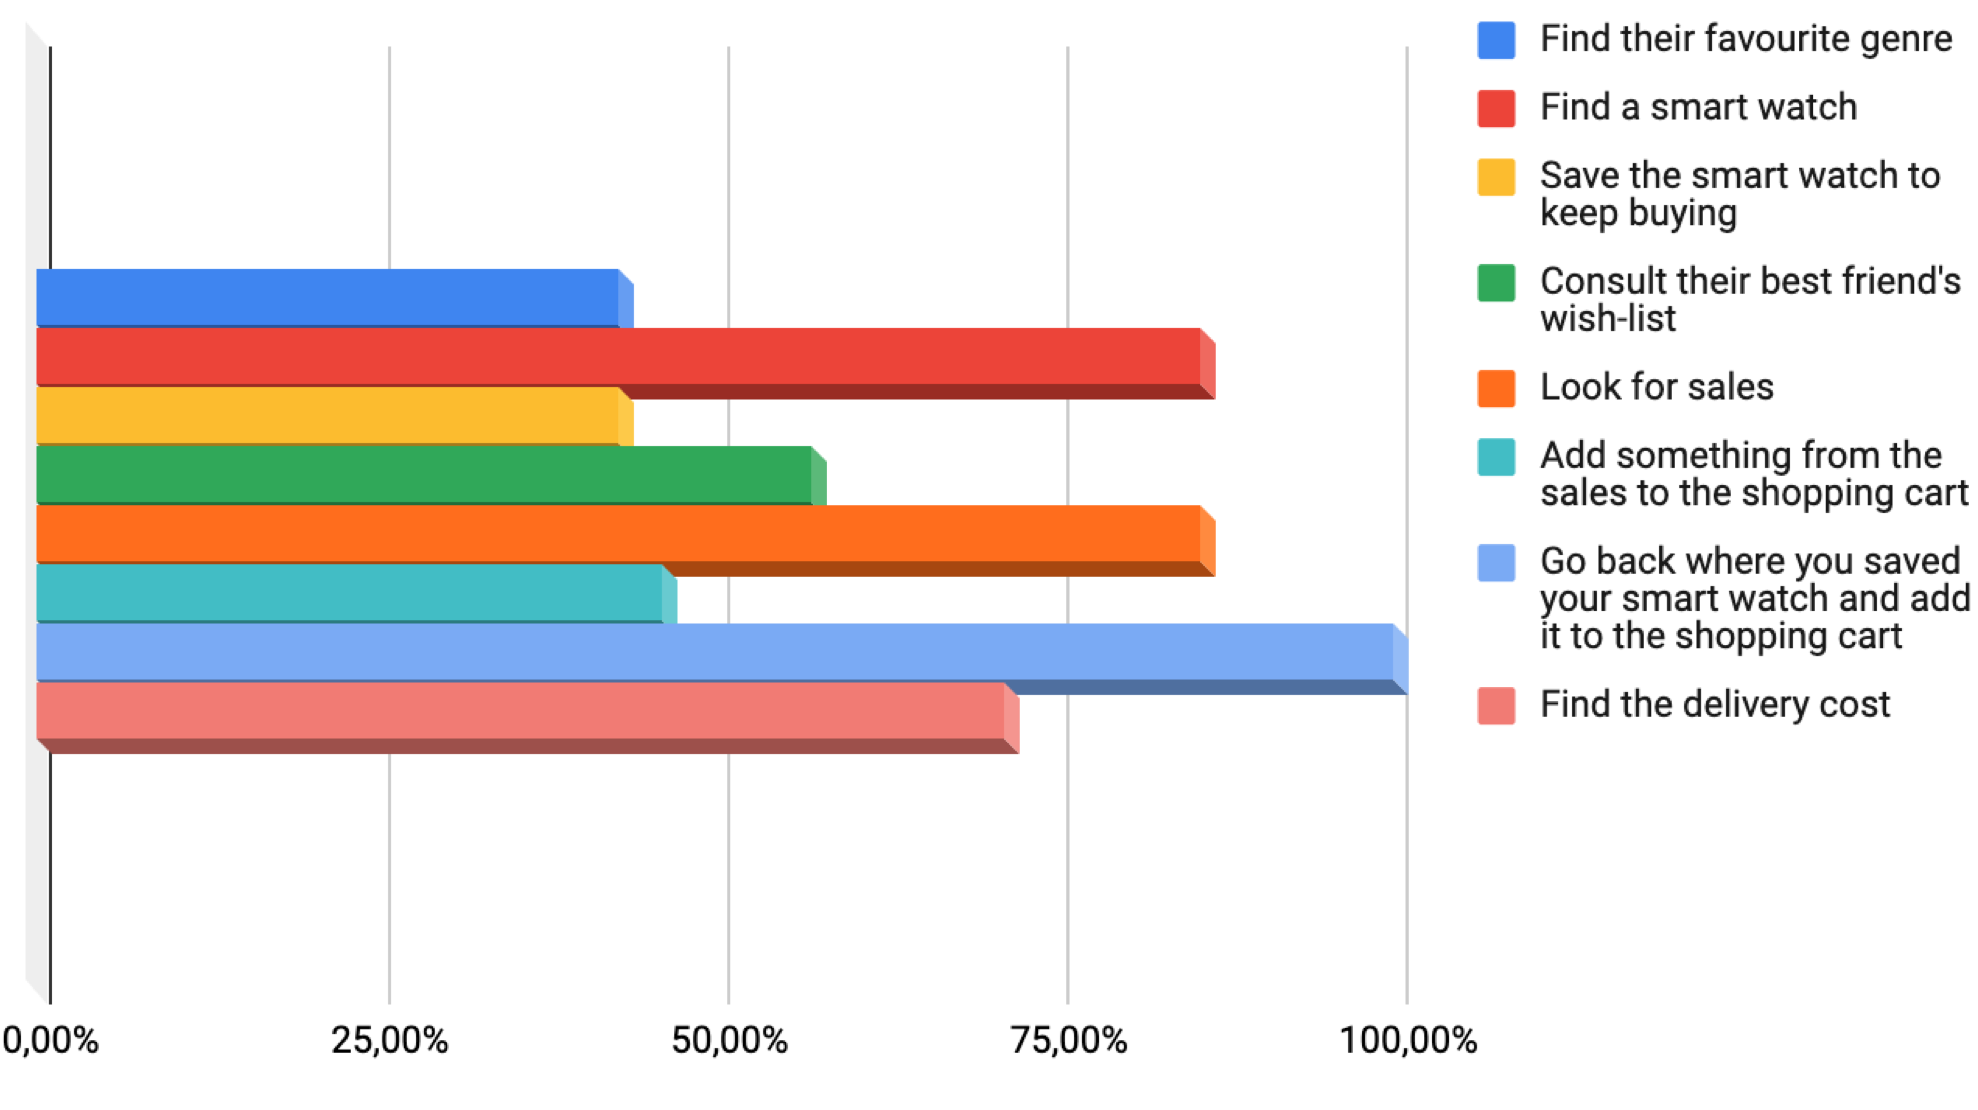 Find their favourite genre
Find a smart watch
Save the smart watch to
keep buying
Consult their best friend's
wish-list
Look for sales
Add something from the
sales to the shopping cart
Go back where you saved
your smart watch and add
it to the shopping cart
Find the delivery cost
0,00%
25,00%
50,00%
75,00%
100,00%